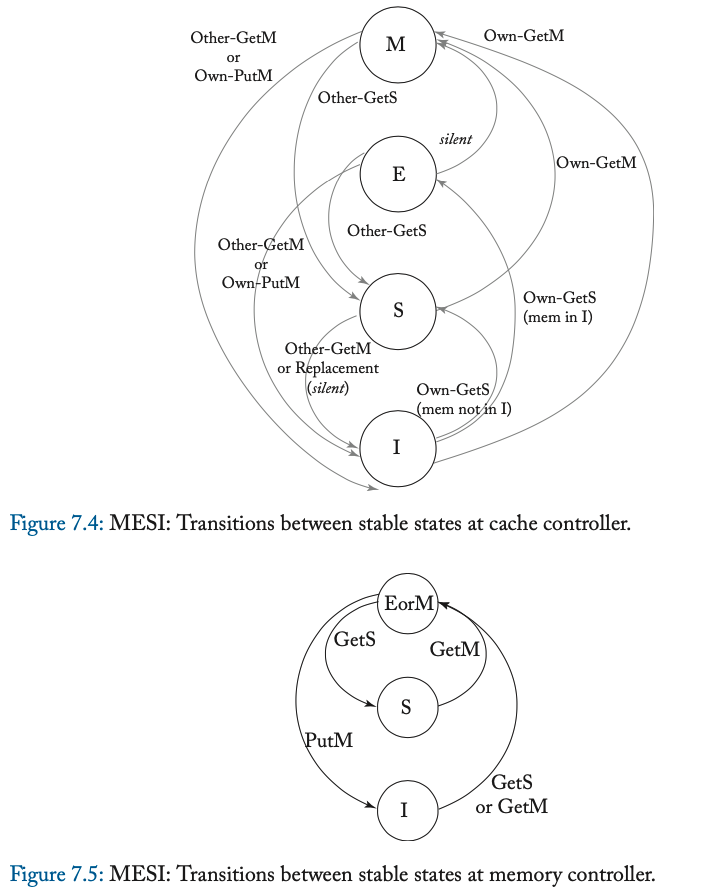 Other-GetM
or
Own-PutM
M
Own-GetM
Other-GetS
silent
E
Own-GetM
Other-GetS
Other-GetM
or
Own-PutM
S
Own-GetS
(mem in I)
Other-GetM
or Replacement
(silent)
Own-GetS
(mem not in I)
I
Figure 7.4: MESI: Transitions between stable states at cache controller.
EorM
GetS
GetM
S
PutM
GetS
or GetM
I
Figure 7.5: MESI: Transitions between stable states at memory controller.